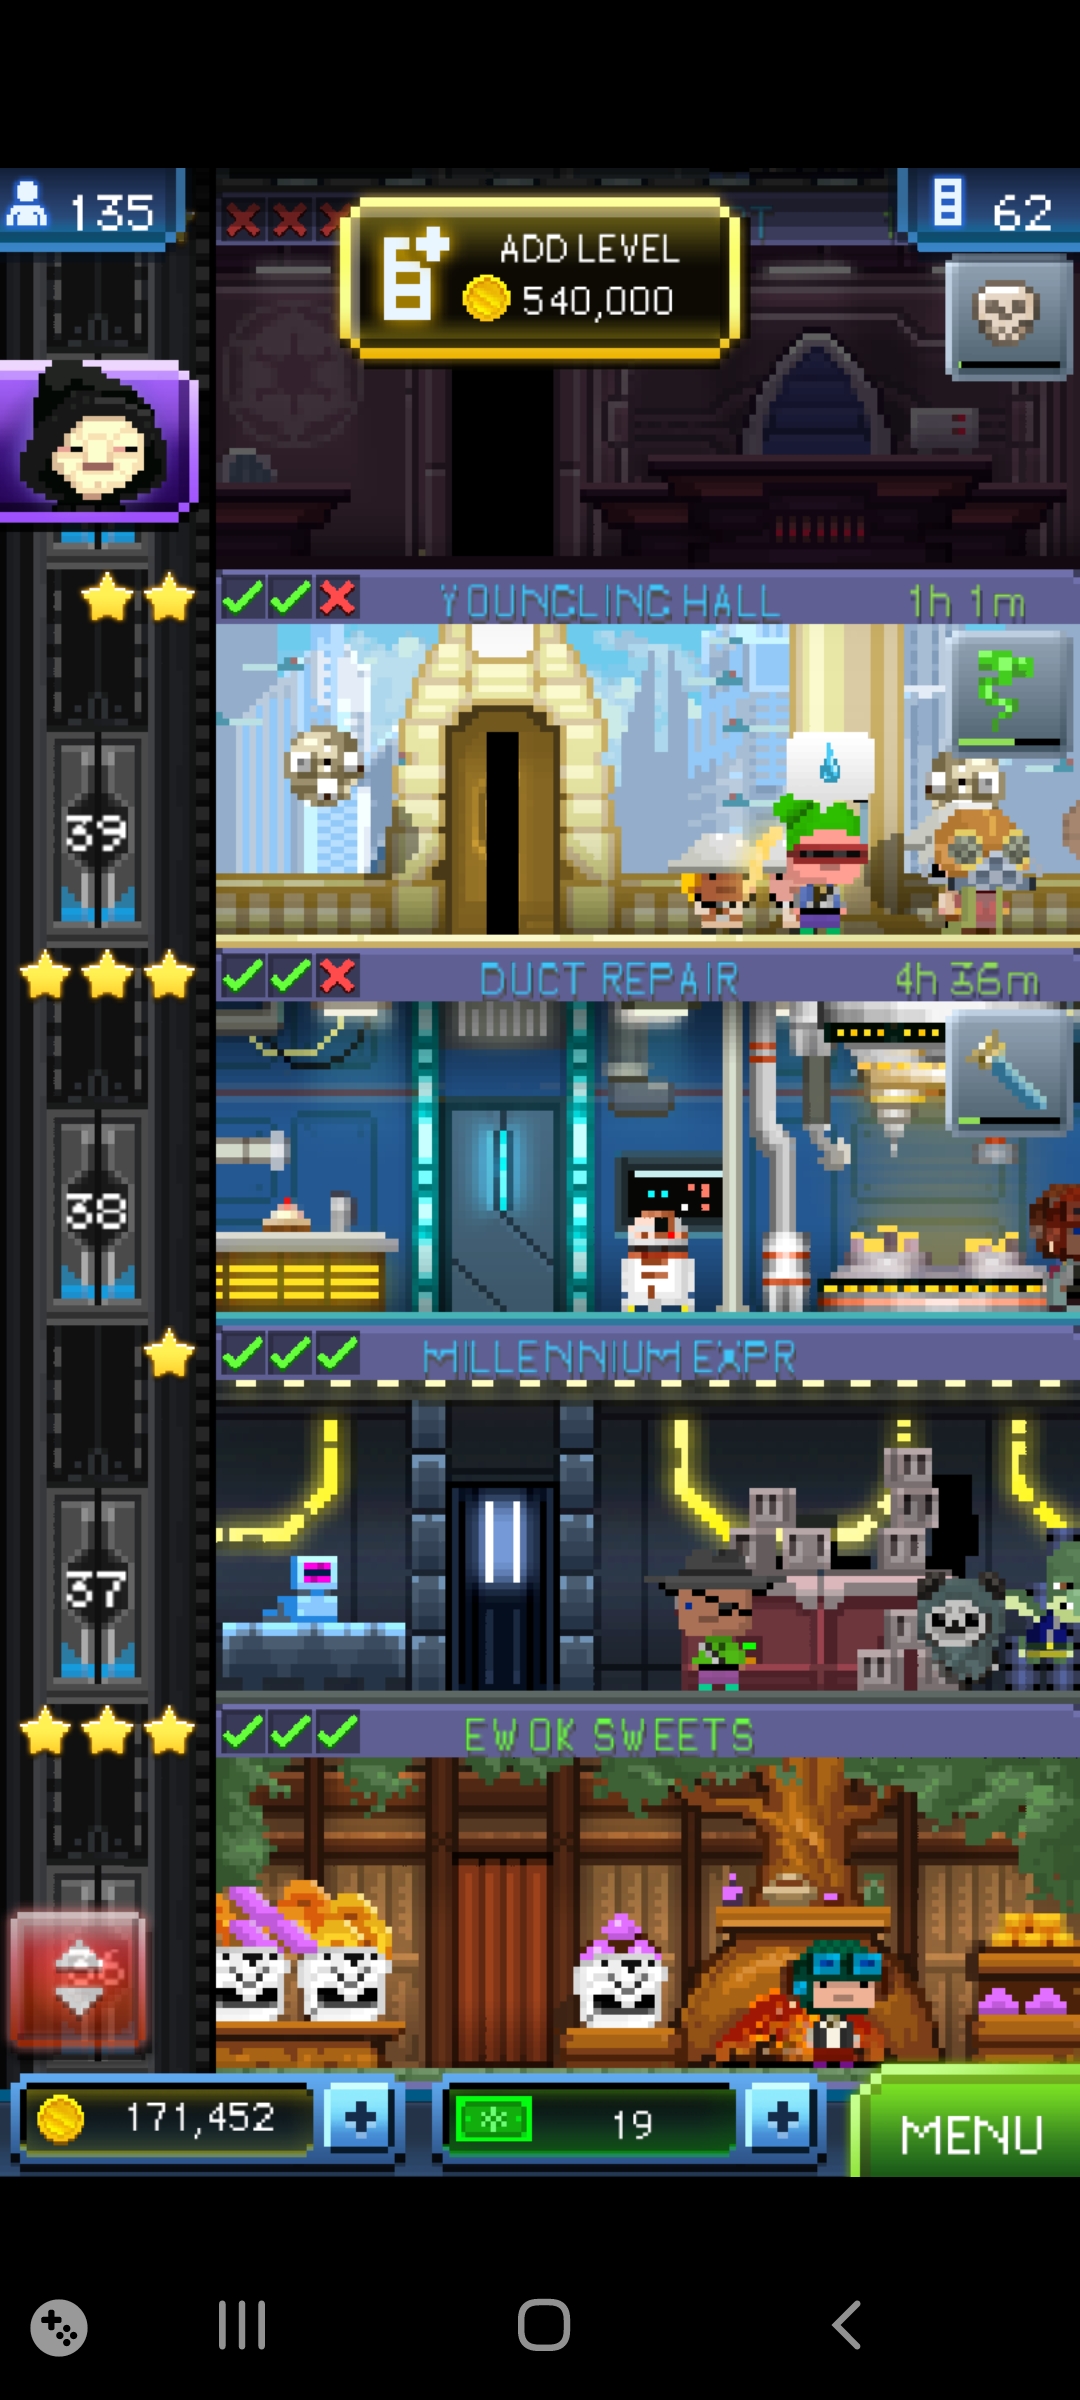 135
62
ADD LEVEL
540,000
YOUNGLING HALL
1h 1m
39
DUCT REPAIR
4h 36m
38
MILLENNIUM EXPR
37
EWOK SWEETS
36
171,452
19
MENU